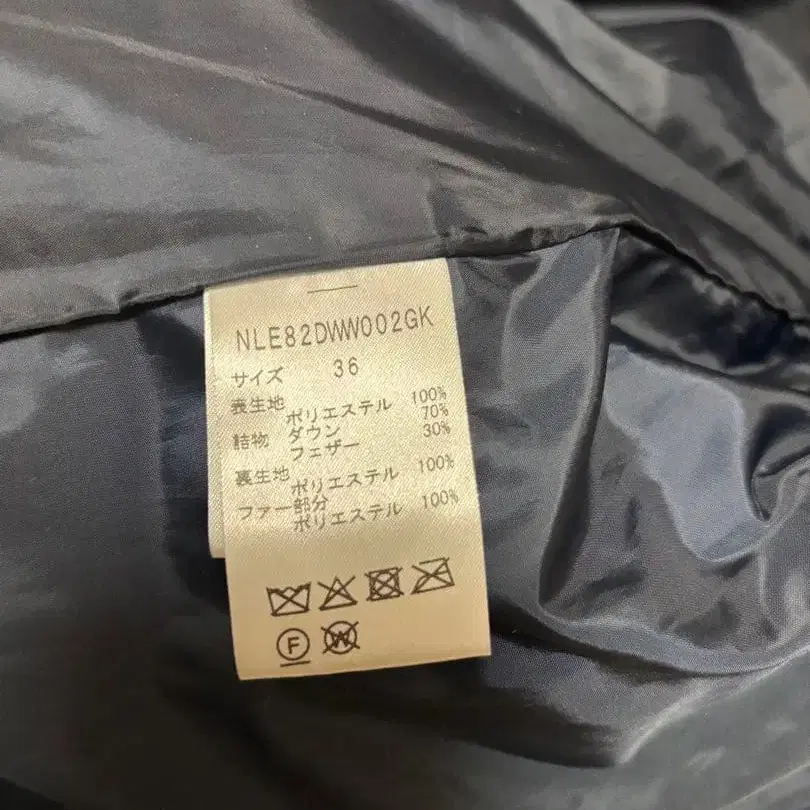 NLE82DWW002GK
サイズ 36
表生地
ポリエステル 100%
詰物 ダウン 70%
フェザー 30%
裏生地
ポリエステル 100%
ファー部分
ポリエステル 100%
F W